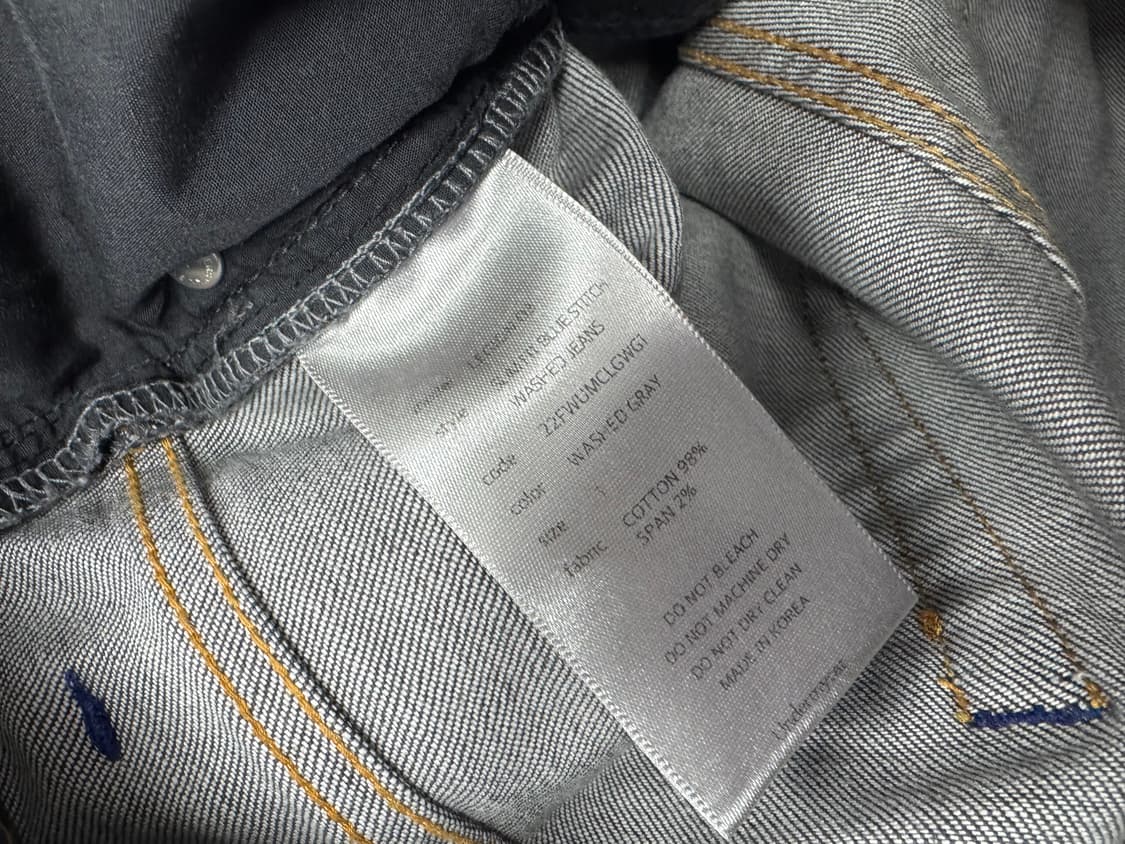 style BLUE STITCH
WASHED JEANS
code 22FWUMCLGWG1
color WASHED GRAY
size 1
fabric COTTON 98%
SPAN 2%
DO NOT BLEACH
DO NOT MACHINE DRY
DO NOT DRY CLEAN
MADE IN KOREA